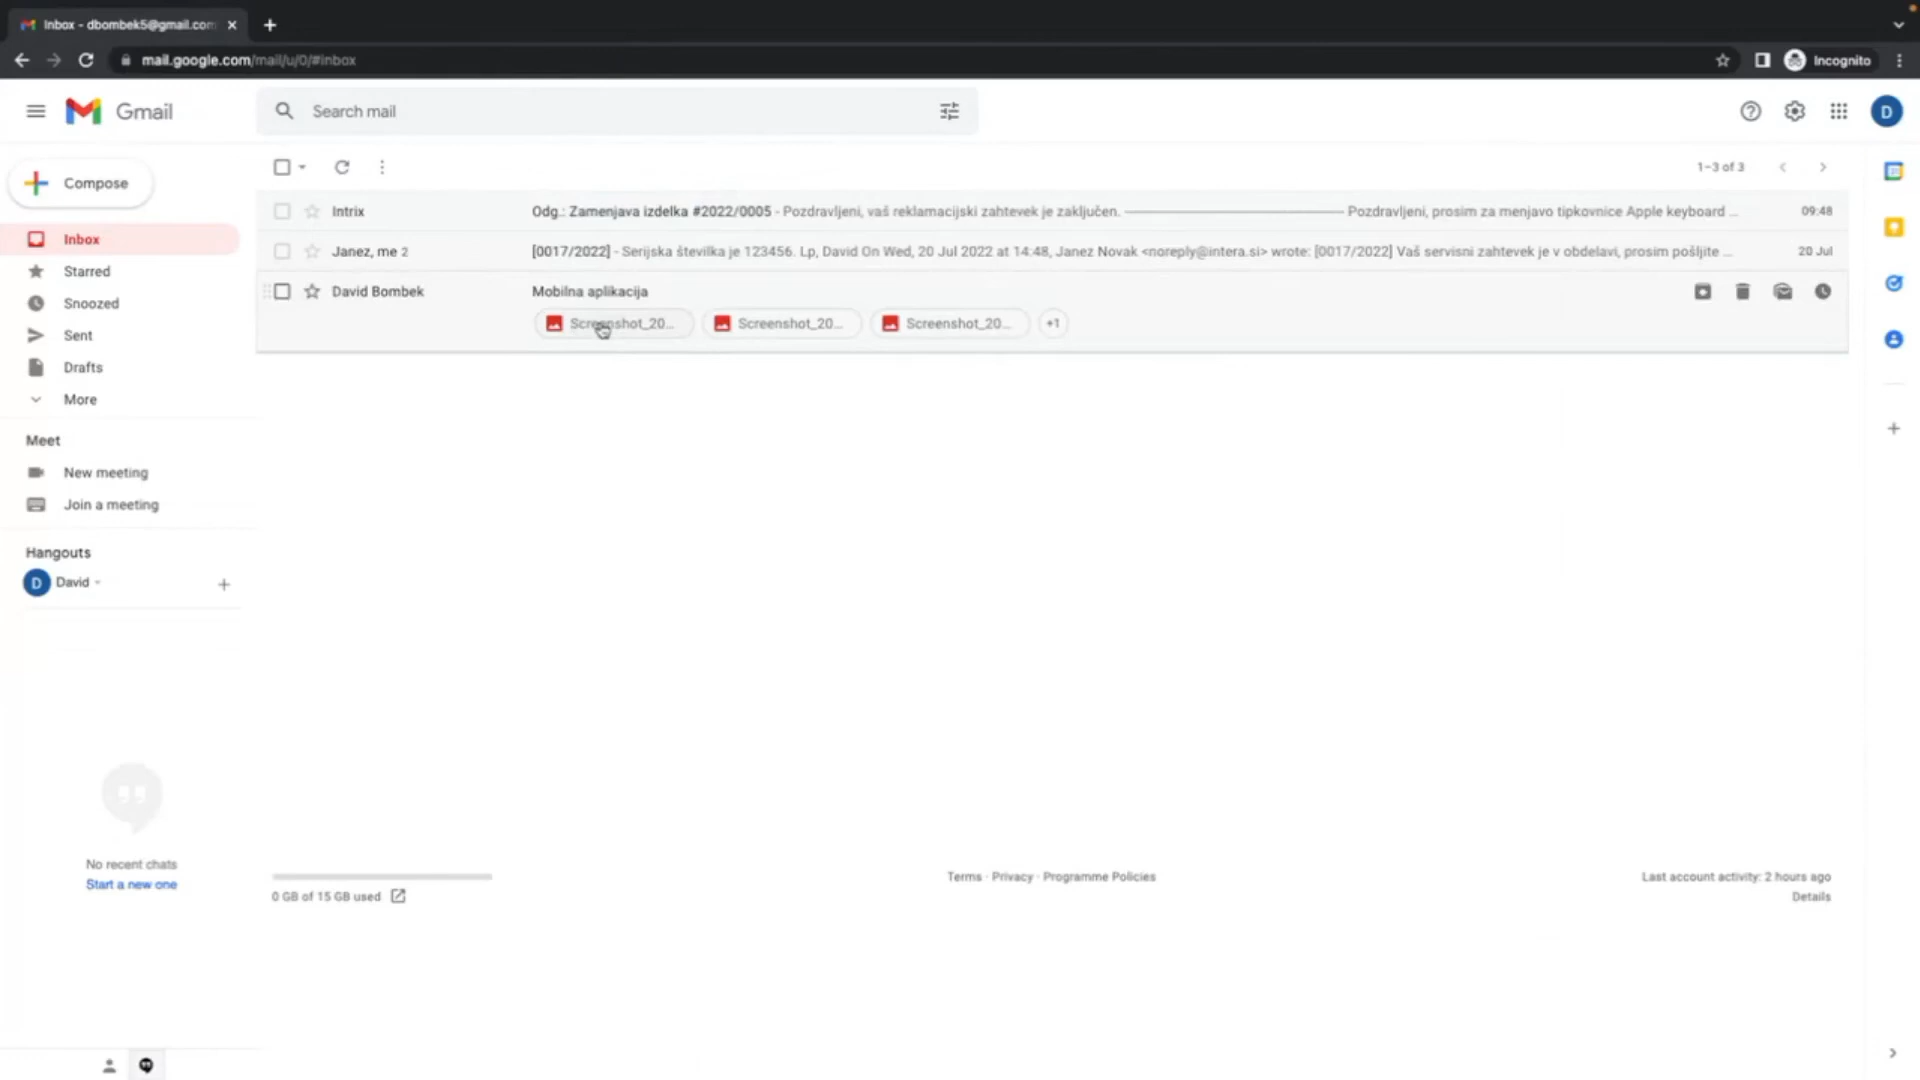 Inbox - dbombek5@gmail.com
mail.google.com/mail/u/0/#inbox
Incognito
Gmail
Search mail
D
Compose
1–3 of 3
Inbox
Intrix
Odg.: Zamenjava izdelka #2022/0005 - Pozdravljeni, vaš reklamacijski zahtevek je zaključen. Pozdravljeni, prosim za menjavo tipkovnice Apple keyboard ...
09:48
Janez, me 2
[0017/2022] - Serijska številka je 123456. Lp, David On Wed, 20 Jul 2022 at 14:48, Janez Novak <noreply@intera.si> wrote: [0017/2022] Vaš servisni zahtevek je v obdelavi, prosim pošljite ...
20 Jul
David Bombek
Mobilna aplikacija
Screenshot_20...
Screenshot_20...
Screenshot_20...
+1
Starred
Snoozed
Sent
Drafts
More
Meet
New meeting
Join a meeting
Hangouts
D
David
No recent chats
Start a new one
0 GB of 15 GB used
Terms · Privacy · Programme Policies
Last account activity: 2 hours ago
Details